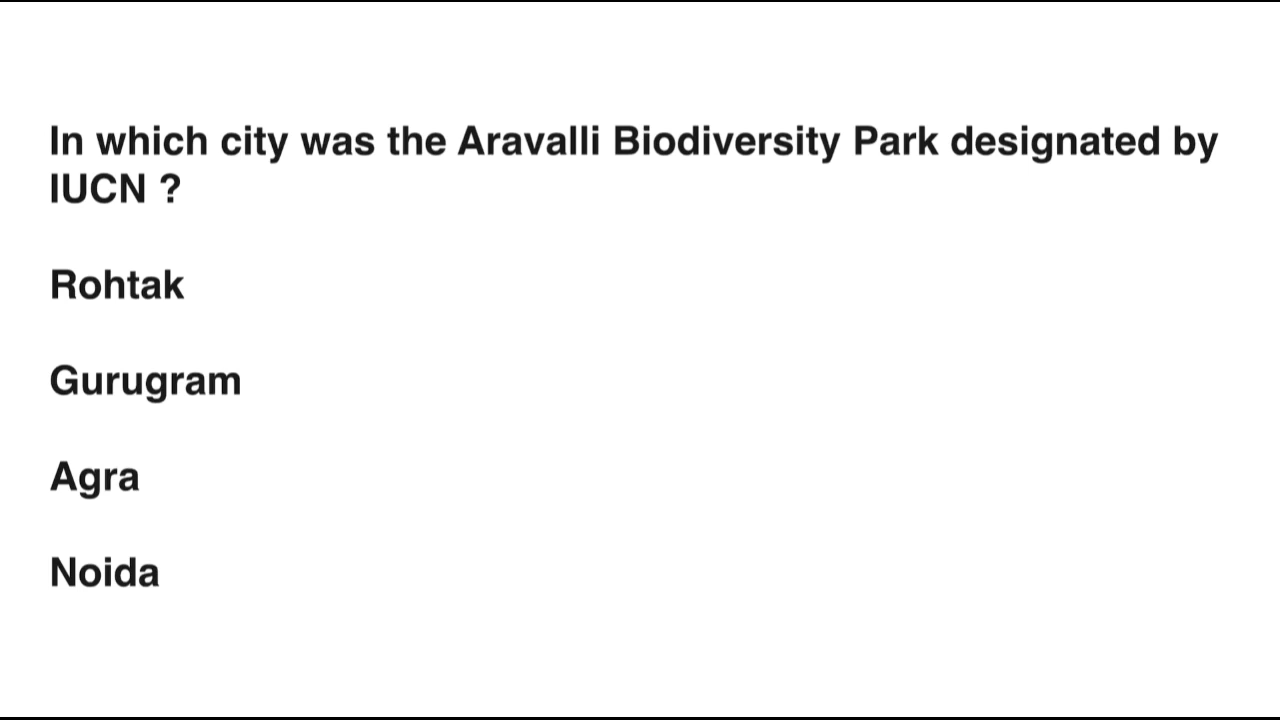 In which city was the Aravalli Biodiversity Park designated by
IUCN ?
Rohtak
Gurugram
Agra
Noida